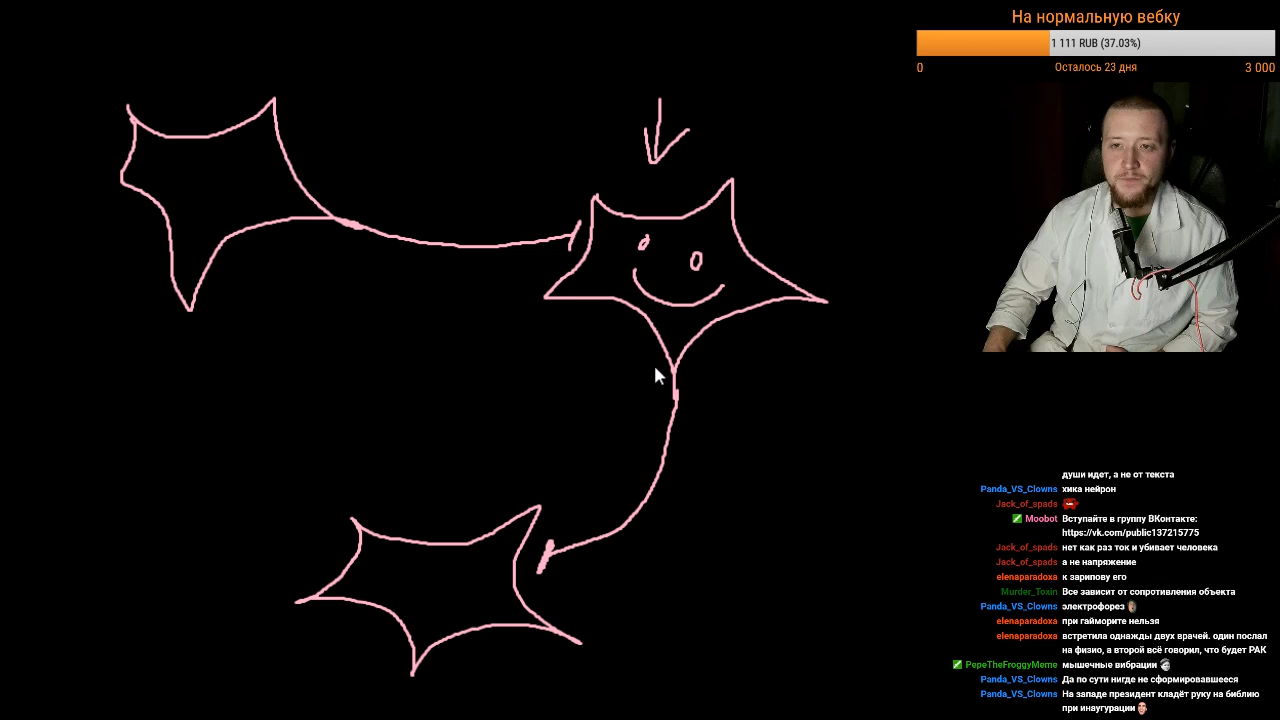 На нормальную вебку
1 111 RUB (37.03%)
0 Осталось 23 дня 3 000
души идет, а не от текста
Panda_VS_Clowns хика нейрон
Jack_of_spads
Moobot Вступайте в группу ВКонтакте:
https://vk.com/public137215775
Jack_of_spads нет как раз ток и убивает человека
Jack_of_spads а не напряжение
elenaparadoxa к зарипову его
Murder_Toxin Все зависит от сопротивления объекта
Panda_VS_Clowns электрофорез
elenaparadoxa при гайморите нельзя
elenaparadoxa встретила однажды двух врачей. один послал
на физио, а второй всё говорил, что будет РАК
PepeTheFroggyMeme мышечные вибрации
Panda_VS_Clowns Да по сути нигде не сформировавшееся
Panda_VS_Clowns На западе президент кладёт руку на библию
при инаугурации